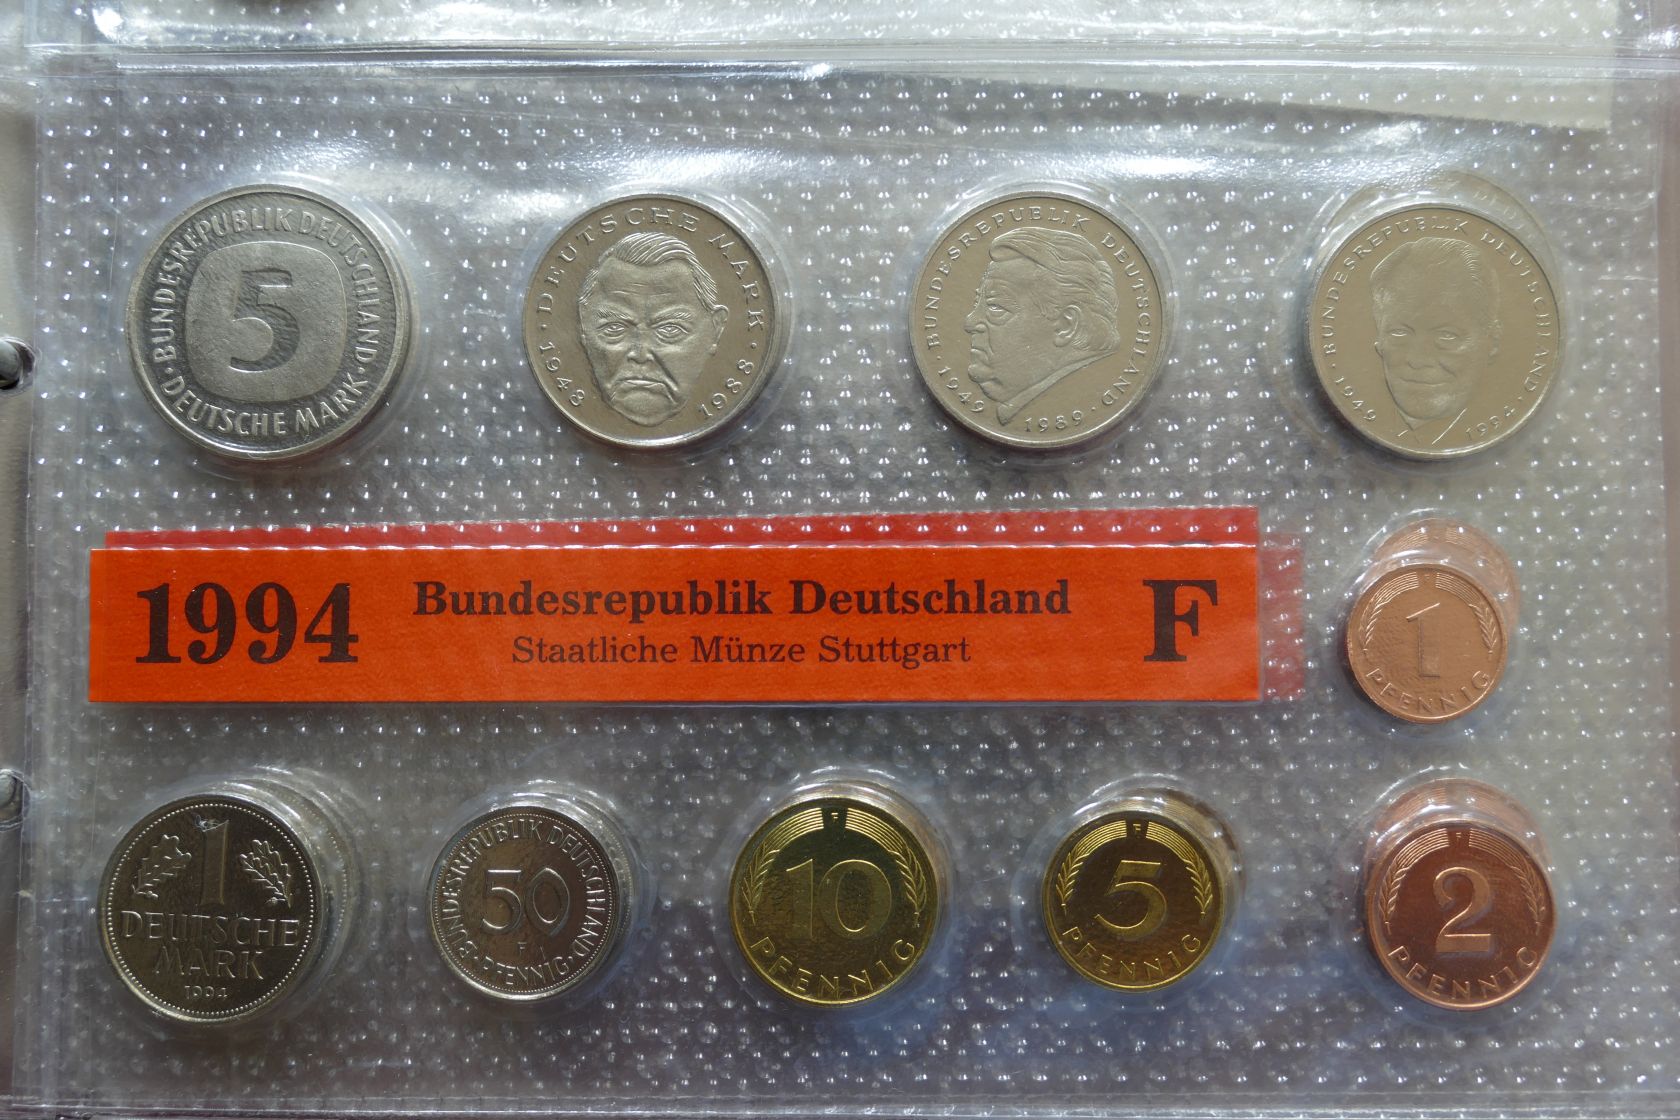 BUNDESREPUBLIK DEUTSCHLAND
5
DEUTSCHE MARK
DEUTSCHE MARK
1948 1988
BUNDESREPUBLIK DEUTSCHLAND
1949 1989
BUNDESREPUBLIK DEUTSCHLAND
1949 1994
1994 Bundesrepublik Deutschland F
Staatliche Münze Stuttgart
F
1
PFENNIG
1
DEUTSCHE
MARK
1994
BUNDESREPUBLIK DEUTSCHLAND
50
F
PFENNIG
F
10
PFENNIG
F
5
PFENNIG
F
2
PFENNIG